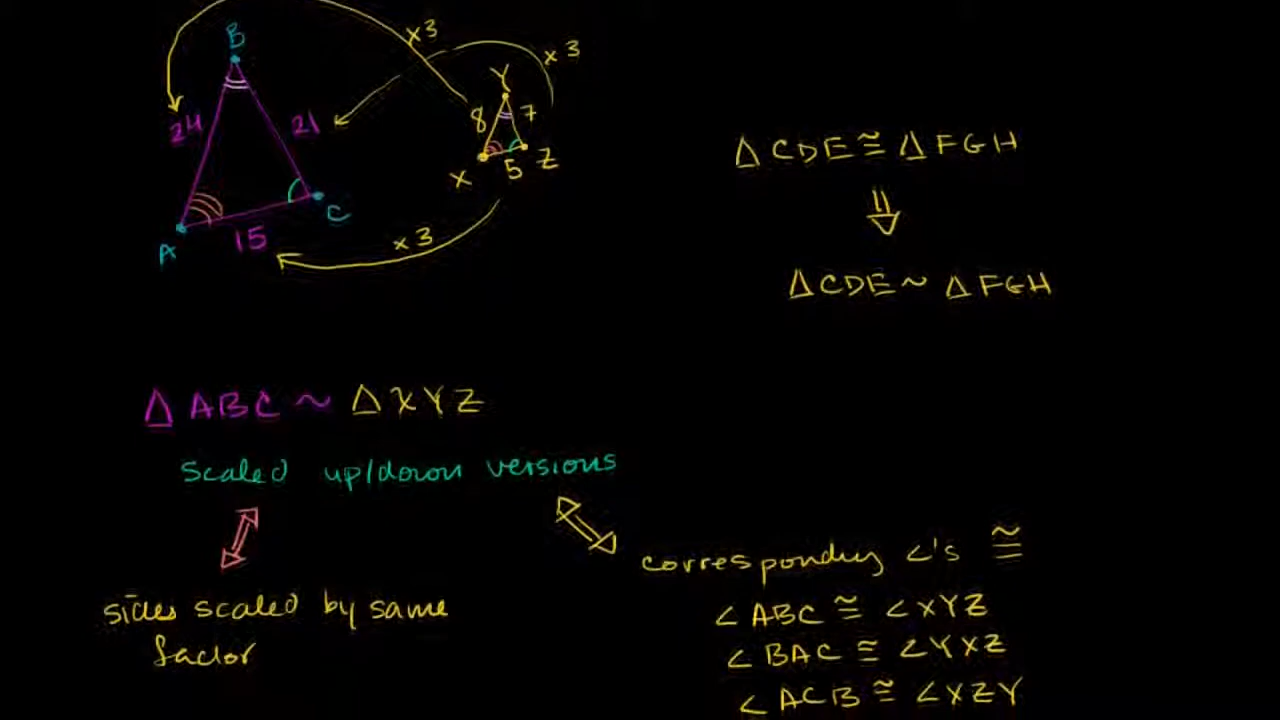 B
x3
x3
Y
24
21
8
7
X
5
Z
A
15
C
x3
Δ CDE ≅ Δ FGH
⇓
Δ CDE ~ Δ FGH
Δ ABC ~ Δ XYZ
Scaled up/down versions
corresponding ∠'s ≅
sides scaled by same
factor
∠ABC ≅ ∠XYZ
∠BAC ≅ ∠YXZ
∠ACB ≅ ∠XZY